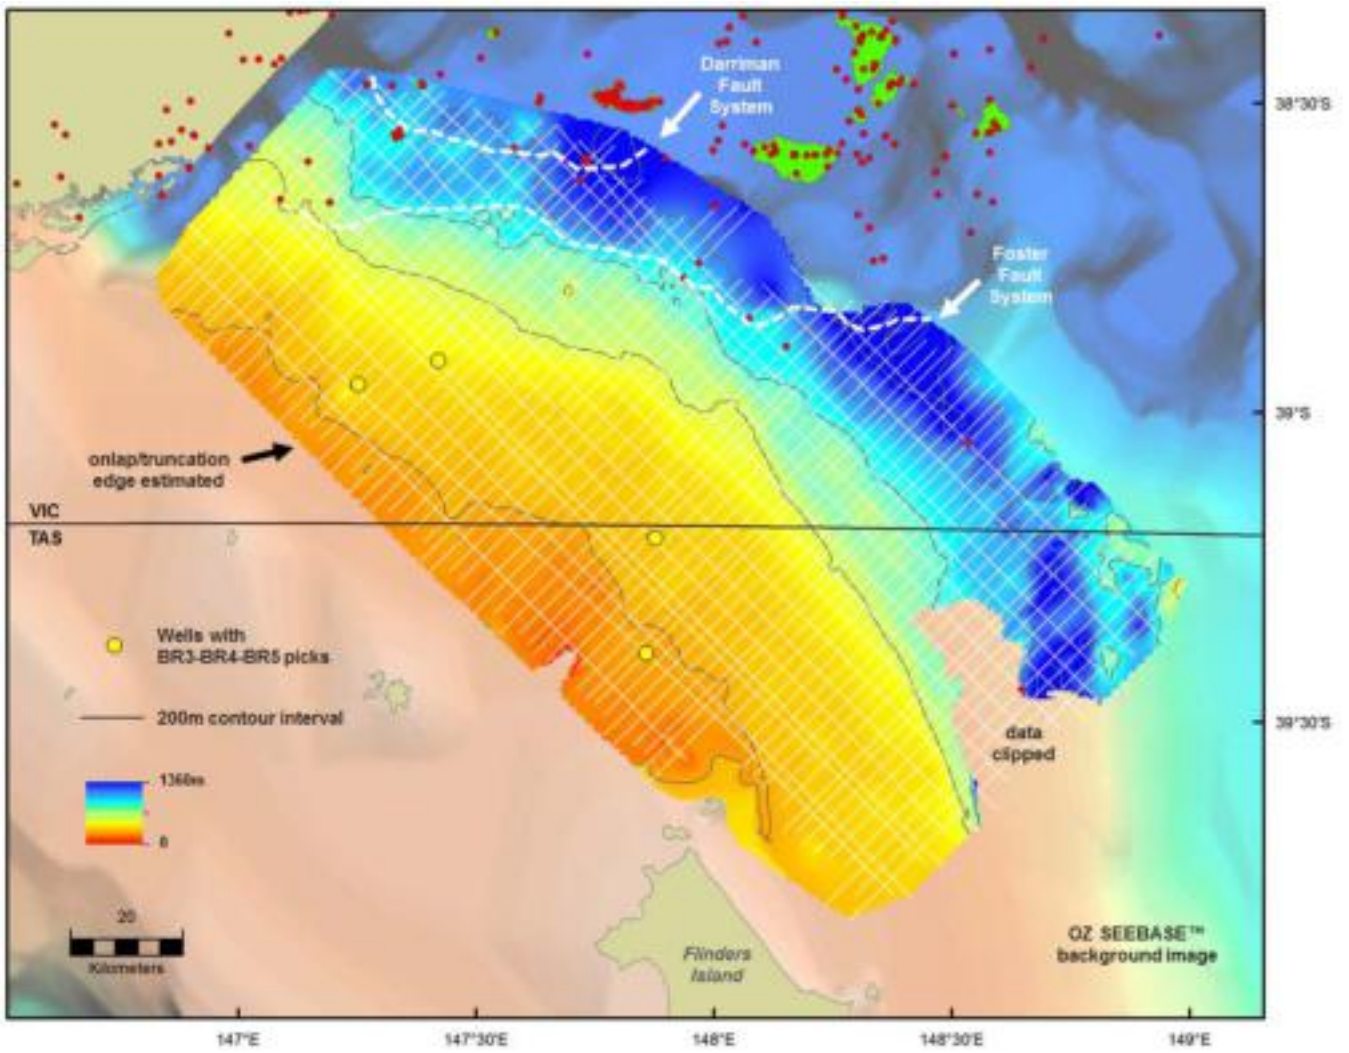 Darriman
Fault
System
38°30'S
Foster
Fault
System
39°S
onlap/truncation
edge estimated
VIC
TAS
Wells with
BR3-BR4-BR5 picks
200m contour interval
39°30'S
data
clipped
1360m
0
20
Kilometers
Flinders
Island
OZ SEEBASE™
background image
147°E
147°30'E
148°E
148°30'E
149°E